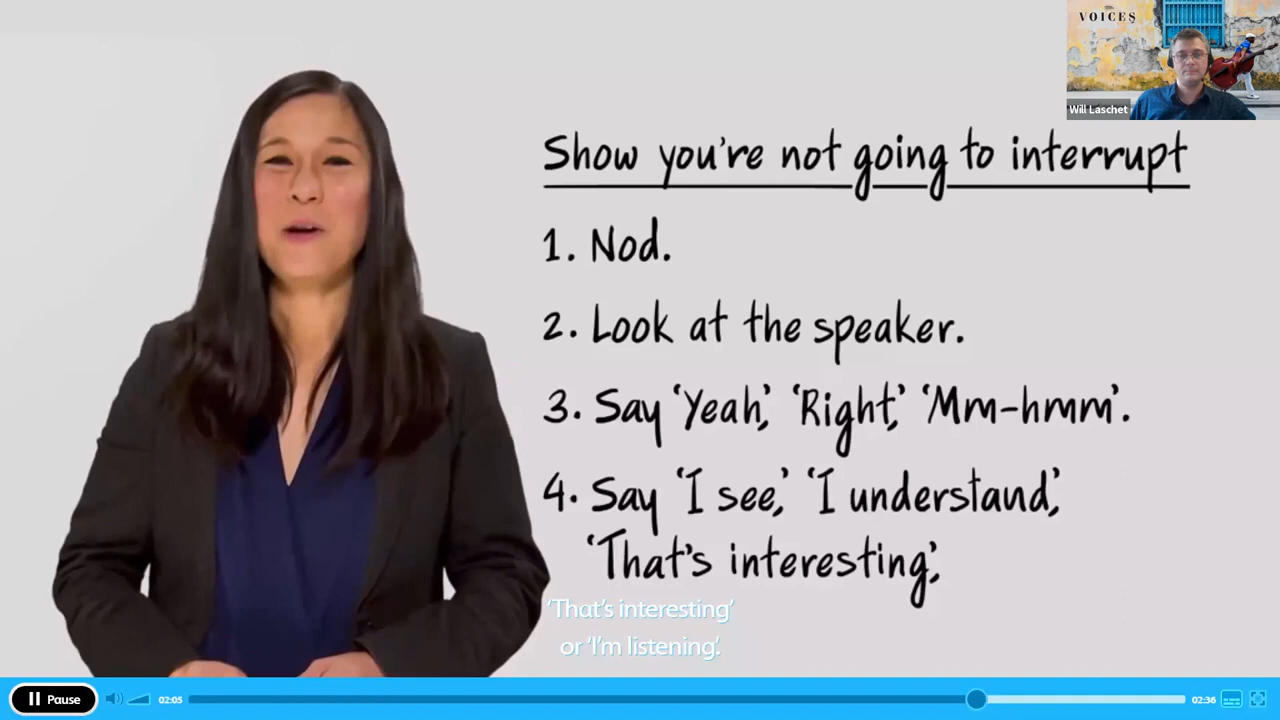 VOICES
Will Laschet
Show you're not going to interrupt
1. Nod.
2. Look at the speaker.
3. Say 'Yeah,' 'Right,' 'Mm-hmm'.
4. Say 'I see,' 'I understand,'
'That's interesting,'
'That's interesting'
or 'I'm listening'.
Pause
02:05
02:36